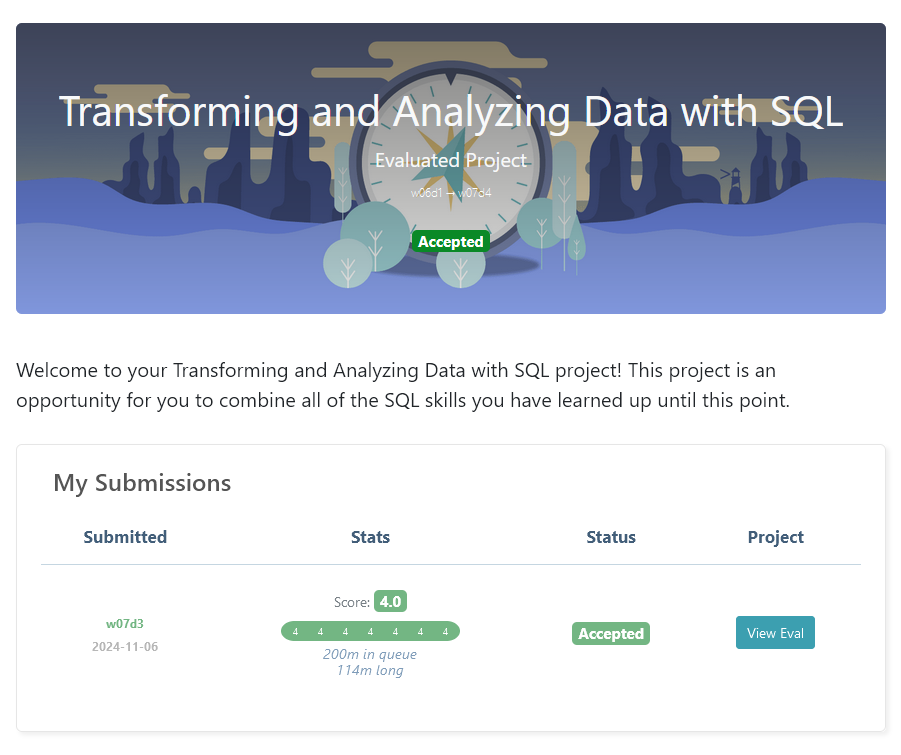 Transforming and Analyzing Data with SQL
Evaluated Project
w06d1 → w07d4
Accepted
Welcome to your Transforming and Analyzing Data with SQL project! This project is an
opportunity for you to combine all of the SQL skills you have learned up until this point.
My Submissions
Submitted Stats Status Project
Score: 4.0
w07d3
4 4 4 4 4 4 4
Accepted
View Eval
2024-11-06
200m in queue
114m long